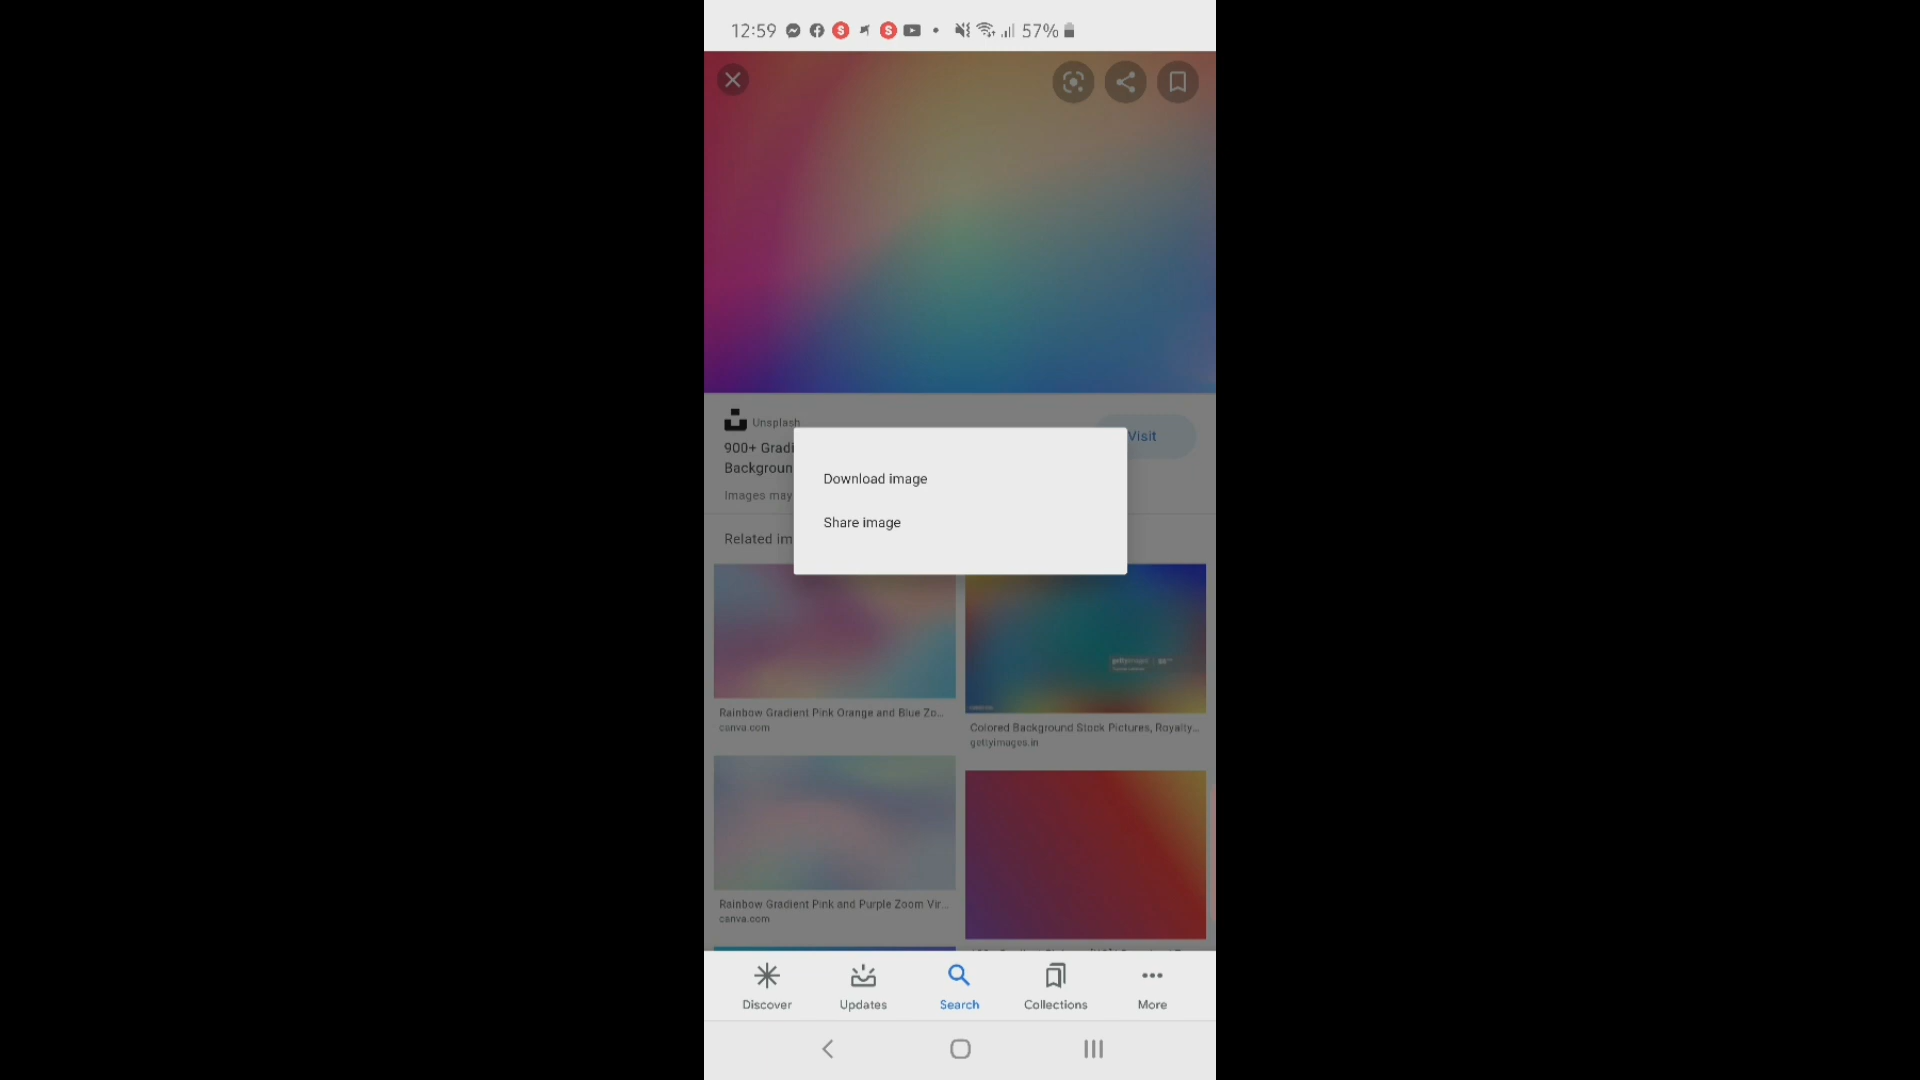 12:59 57%
Unsplash
900+ Gradi
Backgroun
Images may
Visit
Download image
Share image
Related im
gettyimages
Rainbow Gradient Pink Orange and Blue Zo...
canva.com
Colored Background Stock Pictures, Royalty...
gettyimages.in
Rainbow Gradient Pink and Purple Zoom Vir...
canva.com
Discover Updates Search Collections More